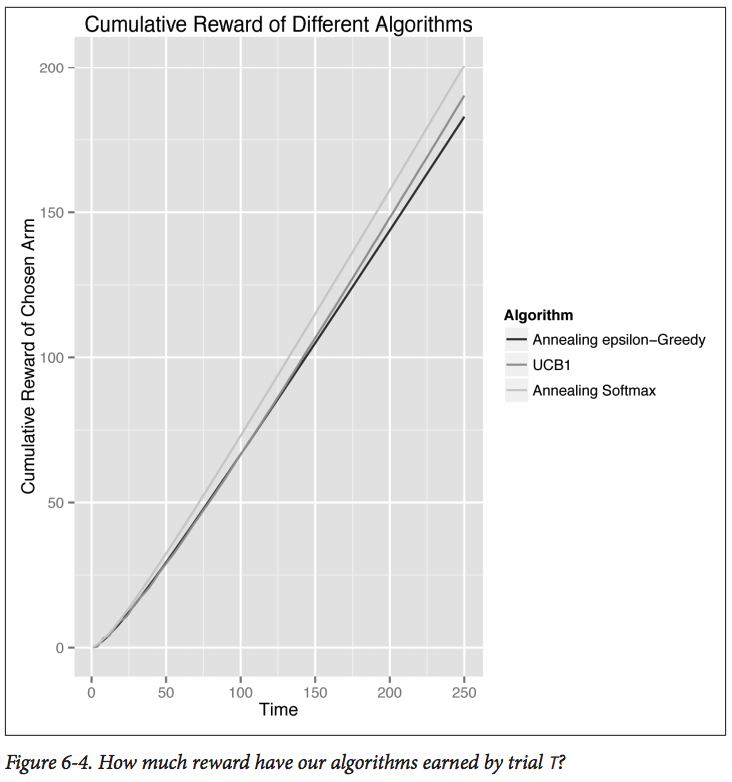 Cumulative Reward of Different Algorithms
Cumulative Reward of Chosen Arm
200
150
100
50
0
0 50 100 150 200 250
Time
Algorithm
Annealing epsilon−Greedy
UCB1
Annealing Softmax
Figure 6-4. How much reward have our algorithms earned by trial T?